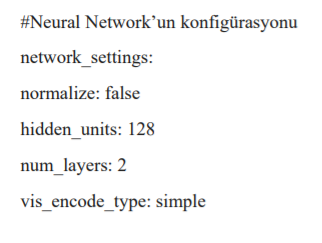 #Neural Network’un konfigürasyonu
network_settings:
normalize: false
hidden_units: 128
num_layers: 2
vis_encode_type: simple